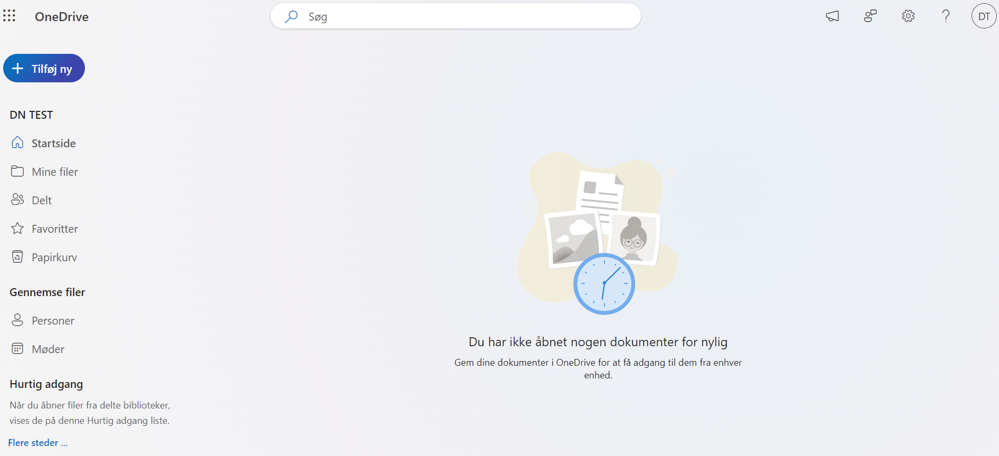 OneDrive
Søg
DT
Tilføj ny
DN TEST
Startside
Mine filer
Delt
Favoritter
Papirkurv
Gennemse filer
Personer
Møder
Hurtig adgang
Når du åbner filer fra delte biblioteker,
vises de på denne Hurtig adgang liste.
Flere steder ...
Du har ikke åbnet nogen dokumenter for nylig
Gem dine dokumenter i OneDrive for at få adgang til dem fra enhver
enhed.